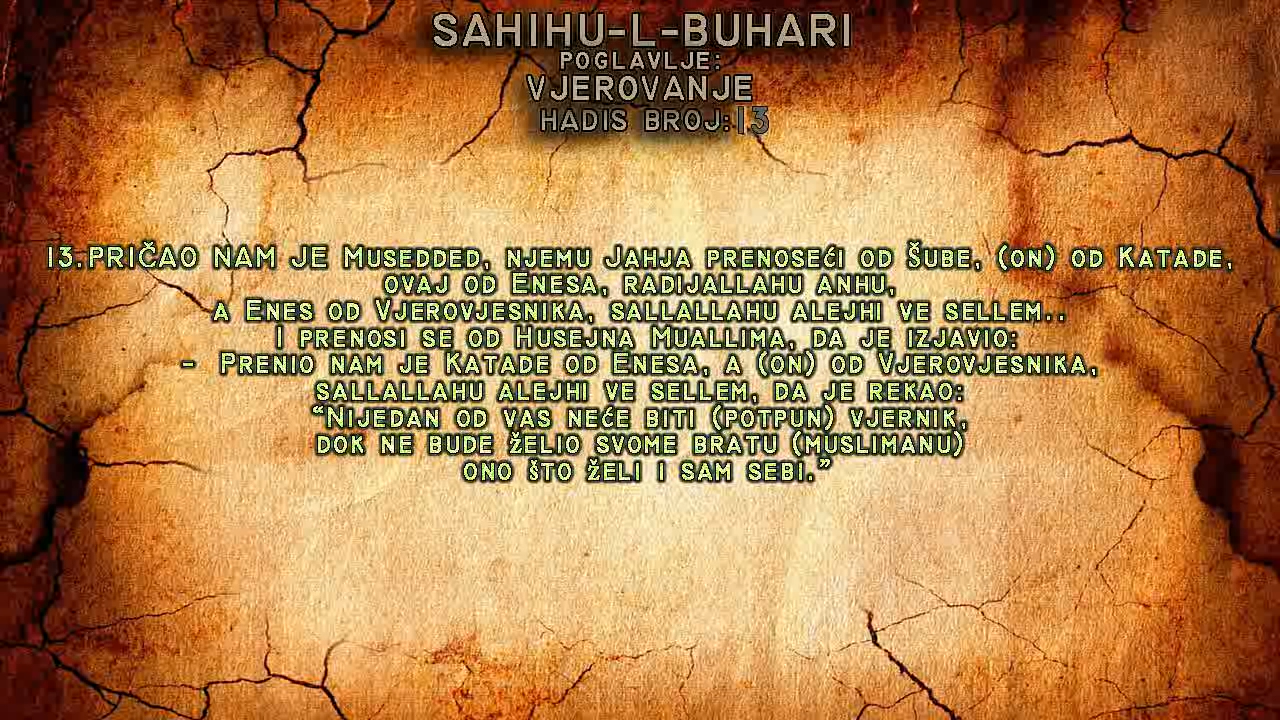 SAHIHU-L-BUHARI
POGLAVLJE:
VJEROVANJE
HADIS BROJ:13
13.PRIČAO NAM JE MUSEDDED, NJEMU JAHJA PRENOSEĆI OD ŠUBE, (ON) OD KATADE,
OVAJ OD ENESA, RADIJALLAHU ANHU,
A ENES OD VJEROVJESNIKA, SALLALLAHU ALEJHI VE SELLEM..
I PRENOSI SE OD HUSEJNA MUALLIMA, DA JE IZJAVIO:
- PRENIO NAM JE KATADE OD ENESA, A (ON) OD VJEROVJESNIKA,
SALLALLAHU ALEJHI VE SELLEM, DA JE REKAO:
“NIJEDAN OD VAS NEĆE BITI (POTPUN) VJERNIK,
DOK NE BUDE ŽELIO SVOME BRATU (MUSLIMANU)
ONO ŠTO ŽELI I SAM SEBI.”